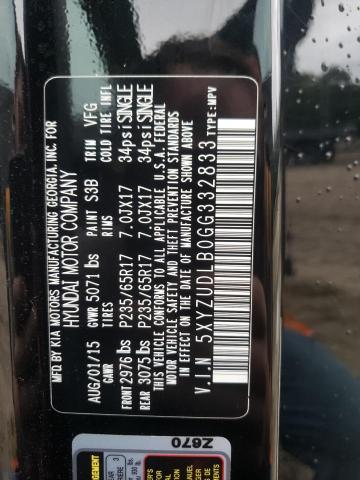 MFD BY KIA MOTORS MANUFACTURING GEORGIA, INC. FOR
HYUNDAI MOTOR COMPANY
AUG/01/15 GVWR 5071 lbs PAINT S3B TRIM VFG
TIRES RIMS COLD TIRE INFL
FRONT 2976 lbs P235/65R17 7.0JX17 34psi SINGLE
REAR 3075 lbs P235/65R17 7.0JX17 34psi SINGLE
THIS VEHICLE CONFORMS TO ALL APPLICABLE U.S. FEDERAL
MOTOR VEHICLE SAFETY, BUMPER, AND THEFT PREVENTION STANDARDS
IN EFFECT ON THE DATE OF MANUFACTURE SHOWN ABOVE.
V.I.N 5XYZUDLB0GG332833 TYPE:MPV
Z670